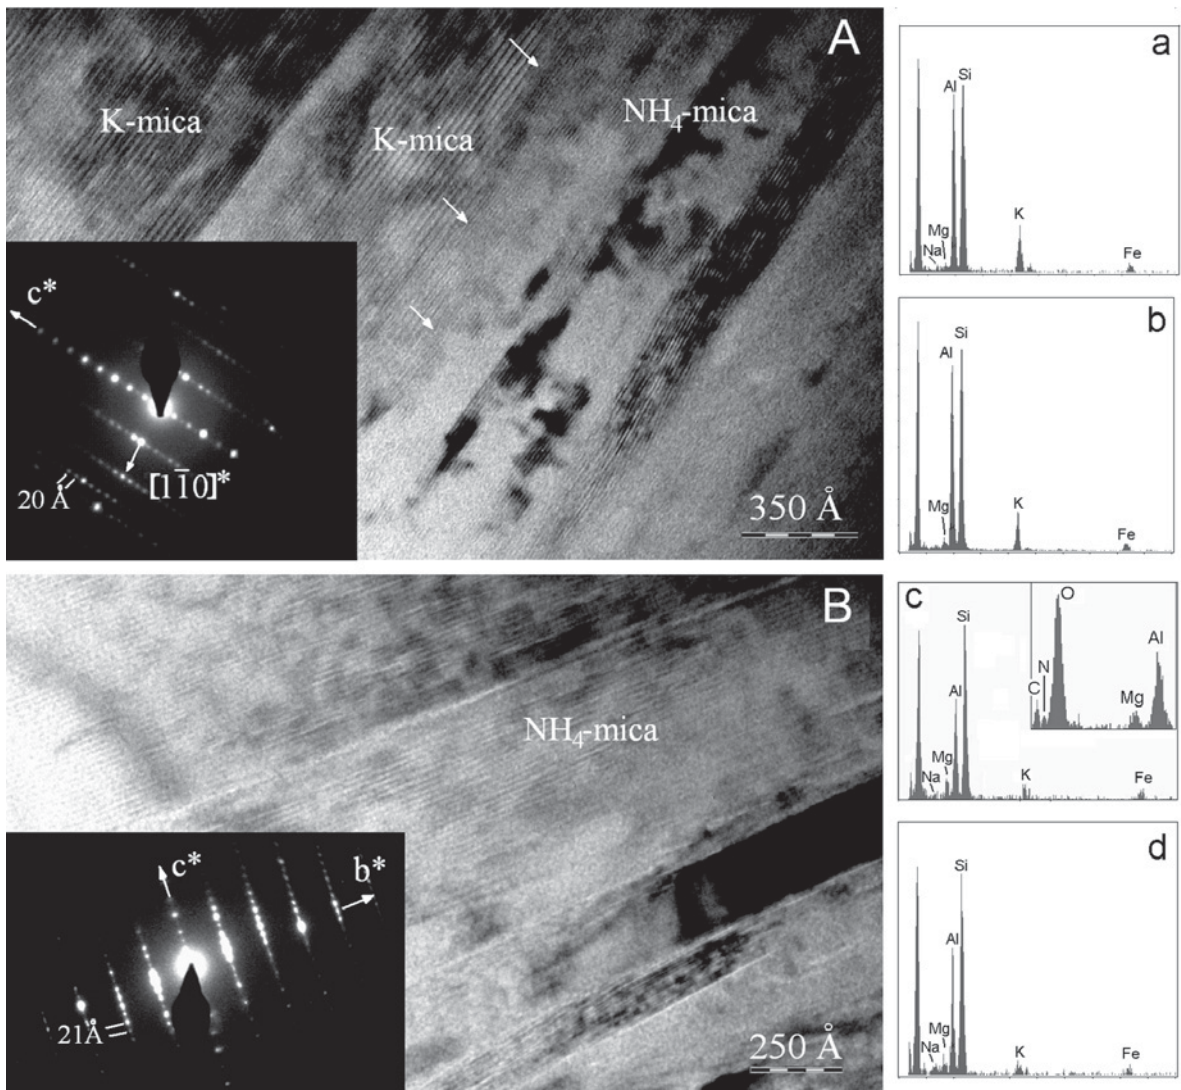 A
K-mica
K-mica
NH₄-mica
c*
[11̄0]*
20 Å
350 Å
B
NH₄-mica
c*
b*
21Å
250 Å
a
Al
Si
Mg
Na
K
Fe
b
Al
Si
Mg
K
Fe
c
Si
Al
Mg
Na
K
Fe
O
N
C
Mg
Al
d
Si
Al
Mg
Na
K
Fe